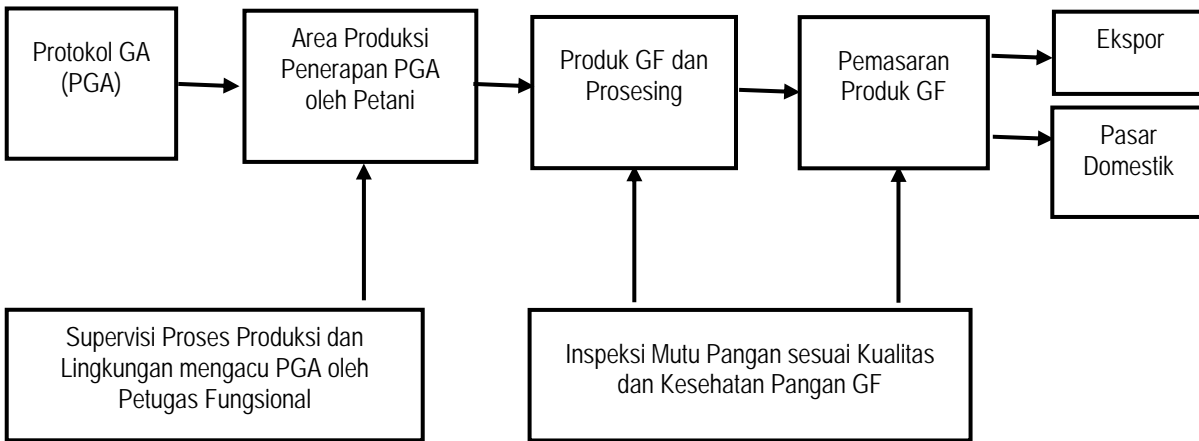 Protokol GA
(PGA)
Area Produksi
Penerapan PGA
oleh Petani
Produk GF dan
Prosesing
Pemasaran
Produk GF
Ekspor
Pasar
Domestik
Supervisi Proses Produksi dan
Lingkungan mengacu PGA oleh
Petugas Fungsional
Inspeksi Mutu Pangan sesuai Kualitas
dan Kesehatan Pangan GF